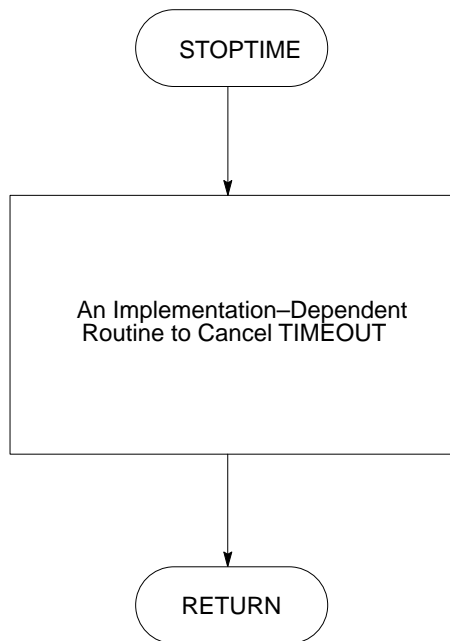 STOPTIME
An Implementation–Dependent
Routine to Cancel TIMEOUT
RETURN